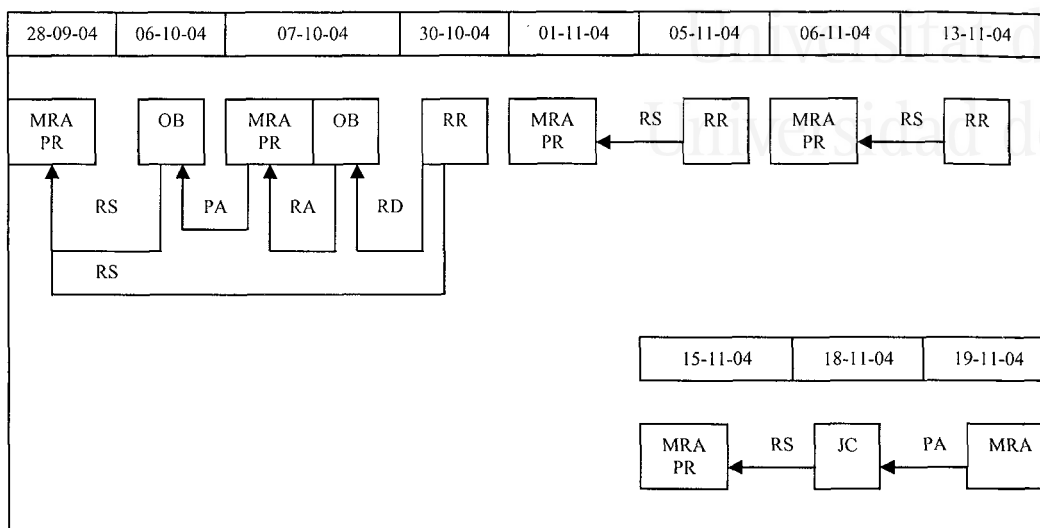 28-09-04 06-10-04 07-10-04 30-10-04 01-11-04 05-11-04 06-11-04 13-11-04
Universitat d
Universidad de
MRA OB MRA OB RR MRA RS RR MRA RS RR
PR PR PR PR
RS PA RA RD
RS
15-11-04 18-11-04 19-11-04
MRA RS JC PA MRA
PR